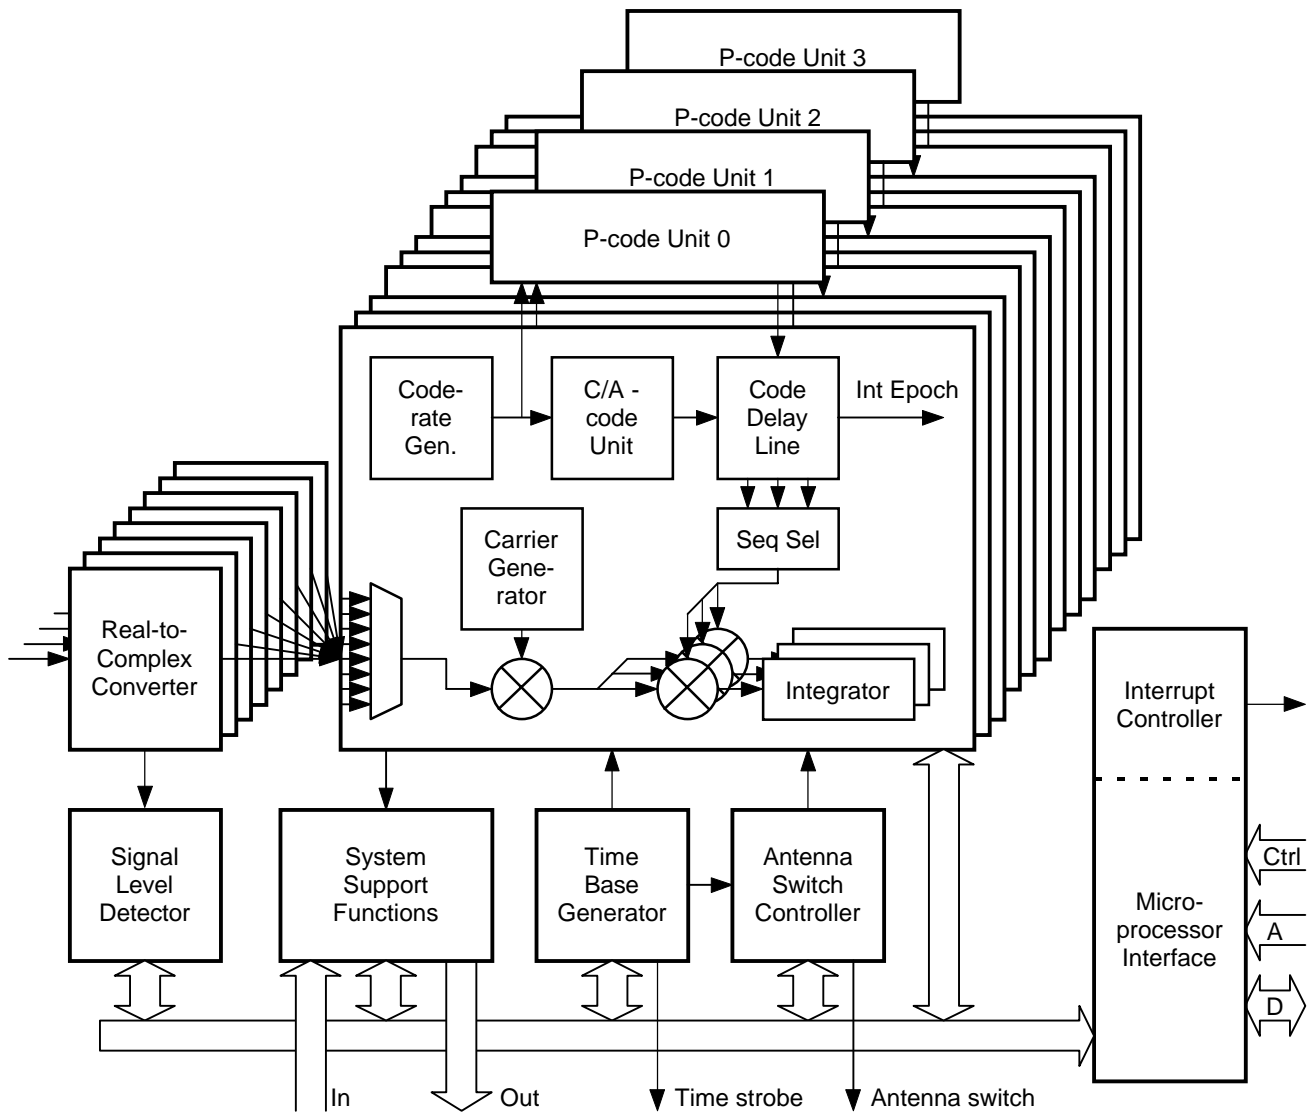 P-code Unit 3
P-code Unit 2
P-code Unit 1
P-code Unit 0
Code-
rate
Gen.
C/A -
code
Unit
Code
Delay
Line
Int Epoch
Carrier
Gene-
rator
Seq Sel
Real-to-
Complex
Converter
Integrator
Interrupt
Controller
Signal
Level
Detector
System
Support
Functions
Time
Base
Generator
Antenna
Switch
Controller
Micro-
processor
Interface
Ctrl
A
D
In
Out
Time strobe
Antenna switch